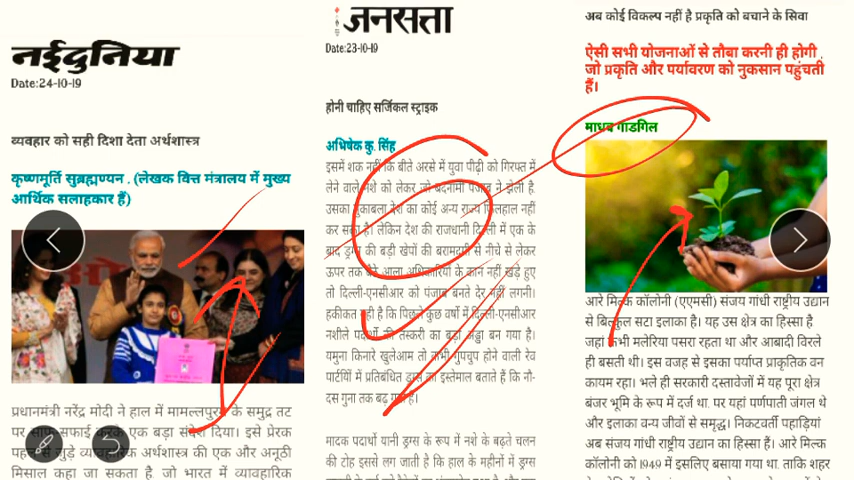 नईदुनिया
Date:24-10-19
व्यवहार को सही दिशा देता अर्थशास्त्र
कृष्णमूर्ति सुब्रह्मण्यन . (लेखक वित्त मंत्रालय में मुख्य
आर्थिक सलाहकार हैं)
प्रधानमंत्री नरेंद्र मोदी ने हाल में मामल्लपुरम के समुद्र तट
पर साफ सफाई करके एक बड़ा संदेश दिया। इसे प्रेरक
पहल से जुड़े व्यवहारिक अर्थशास्त्र की एक और अनूठी
मिसाल कहा जा सकता है, जो भारत में व्यावहारिक
जनसत्ता
Date:23-10-19
होनी चाहिए सर्जिकल स्ट्राइक
अभिषेक कु. सिंह
इसमें शक नहीं कि बीते अरसे में युवा पीढ़ी को गिरफ्त में
लेने वाले नशे को लेकर जो बदनामी पंजाब ने झेली है,
उसका मुकाबला देश का कोई अन्य राज्य फिलहाल नहीं
कर सका है। लेकिन देश की राजधानी दिल्ली में एक के
बाद ड्रग्स की बड़ी खेपों की बरामदगी से नीचे से लेकर
ऊपर तक बैठे आला अधिकारियों के कान नहीं खड़े हुए
तो दिल्ली-एनसीआर को पंजाब बनते देर नहीं लगनी।
हकीकत यही है कि पिछले कुछ वर्षों में दिल्ली-एनसीआर
नशीले पदार्थों की तस्करी का बड़ा अड्डा बन गया है।
यमुना किनारे खुलेआम तो कभी गुपचुप होने वाली रेव
पार्टियों में प्रतिबंधित ड्रग्स का इस्तेमाल बताते हैं कि नौ-
दस गुना तक बढ़ गया है।
मादक पदार्थों यानी ड्रग्स के रूप में नशे के बढ़ते चलन
की टोह इससे लग जाती है कि हाल के महीनों में ड्रग्स
अब कोई विकल्प नहीं है प्रकृति को बचाने के सिवा
ऐसी सभी योजनाओं से तौबा करनी ही होगी ,
जो प्रकृति और पर्यावरण को नुकसान पहुंचती
हैं।
माधव गाडगिल
आरे मिल्क कॉलोनी (एएमसी) संजय गांधी राष्ट्रीय उद्यान
से बिल्कुल सटा इलाका है। यह उस क्षेत्र का हिस्सा है
जहां कभी मलेरिया पसरा रहता था और आबादी विरले
ही बसती थी। इस वजह से इसका पर्याप्त प्राकृतिक वन
कायम रहा। भले ही सरकारी दस्तावेजों में यह पूरा क्षेत्र
बंजर भूमि के रूप में दर्ज था. पर यहां पर्णपाती जंगल थे
और इलाका वन्य जीवों से समृद्ध। निकटवर्ती पहाड़ियां
अब संजय गांधी राष्ट्रीय उद्यान का हिस्सा हैं। आरे मिल्क
कॉलोनी को 1949 में इसलिए बसाया गया था. ताकि शहर